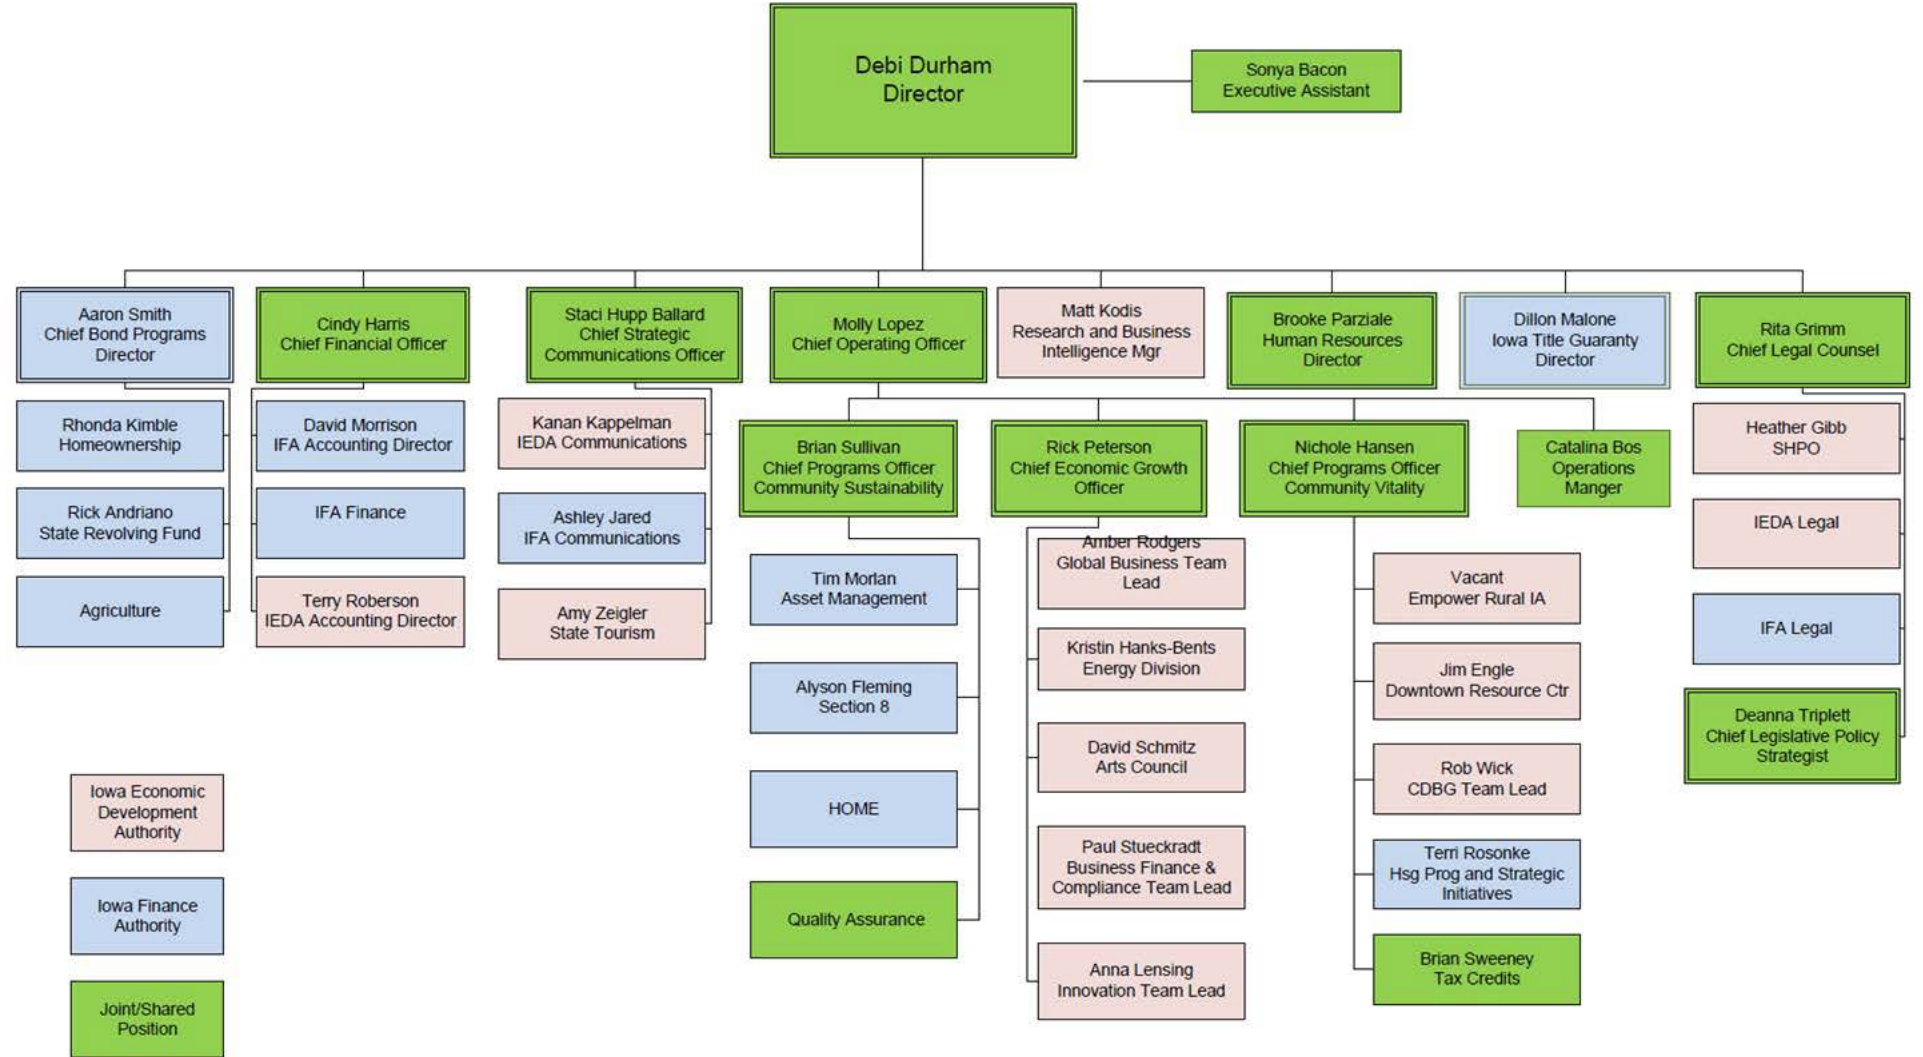 Debi Durham
Director
Sonya Bacon
Executive Assistant
Aaron Smith
Chief Bond Programs
Director
Cindy Harris
Chief Financial Officer
Staci Hupp Ballard
Chief Strategic
Communications Officer
Molly Lopez
Chief Operating Officer
Matt Kodis
Research and Business
Intelligence Mgr
Brooke Parziale
Human Resources
Director
Dillon Malone
Iowa Title Guaranty
Director
Rita Grimm
Chief Legal Counsel
Rhonda Kimble
Homeownership
Rick Andriano
State Revolving Fund
Agriculture
David Morrison
IFA Accounting Director
IFA Finance
Terry Roberson
IEDA Accounting Director
Kanan Kappelman
IEDA Communications
Ashley Jared
IFA Communications
Amy Zeigler
State Tourism
Brian Sullivan
Chief Programs Officer
Community Sustainability
Rick Peterson
Chief Economic Growth
Officer
Nichole Hansen
Chief Programs Officer
Community Vitality
Catalina Bos
Operations
Manger
Tim Morlan
Asset Management
Alyson Fleming
Section 8
HOME
Quality Assurance
Amber Rodgers
Global Business Team
Lead
Kristin Hanks-Bents
Energy Division
David Schmitz
Arts Council
Paul Stueckradt
Business Finance &
Compliance Team Lead
Anna Lensing
Innovation Team Lead
Vacant
Empower Rural IA
Jim Engle
Downtown Resource Ctr
Rob Wick
CDBG Team Lead
Terri Rosonke
Hsg Prog and Strategic
Initiatives
Brian Sweeney
Tax Credits
Heather Gibb
SHPO
IEDA Legal
IFA Legal
Deanna Triplett
Chief Legislative Policy
Strategist
Iowa Economic
Development
Authority
Iowa Finance
Authority
Joint/Shared
Position